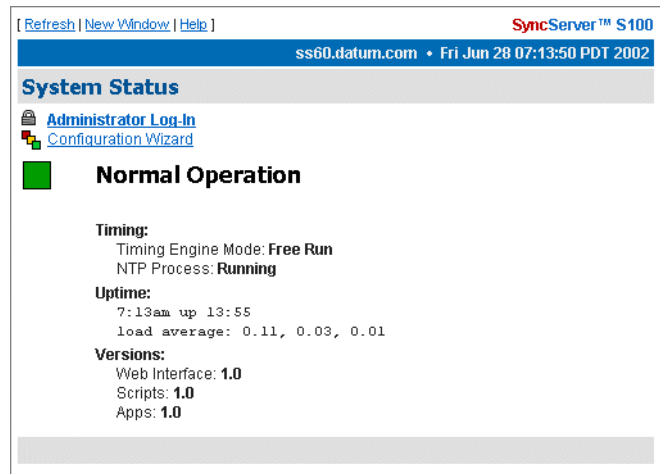 [ Refresh | New Window | Help ] SyncServer™ S100
ss60.datum.com • Fri Jun 28 07:13:50 PDT 2002
System Status
Administrator Log-In
Configuration Wizard
Normal Operation
Timing:
Timing Engine Mode: Free Run
NTP Process: Running
Uptime:
7:13am up 13:55
load average: 0.11, 0.03, 0.01
Versions:
Web Interface: 1.0
Scripts: 1.0
Apps: 1.0